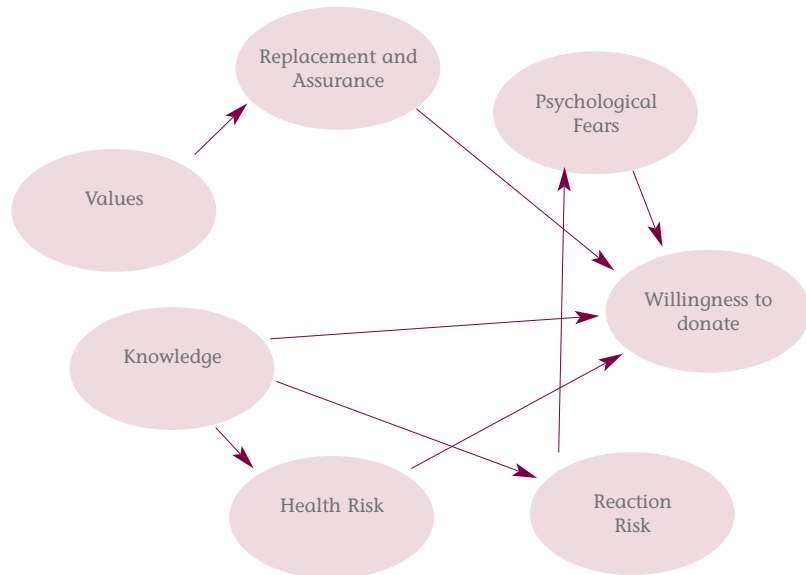 Replacement and
Assurance
Psychological
Fears
Values
Willingness to
donate
Knowledge
Health Risk
Reaction
Risk